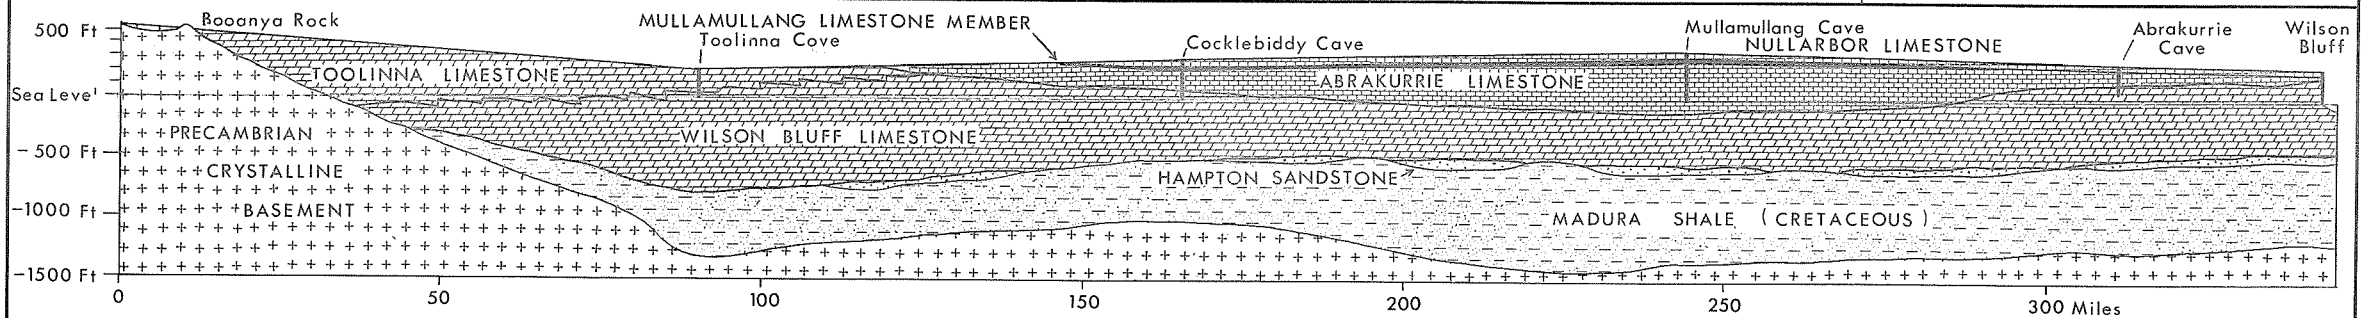 500 Ft
Sea Level
- 500 Ft
-1000 Ft
-1500 Ft
Booanya Rock
MULLAMULLANG LIMESTONE MEMBER
Toolinna Cove
Cocklebiddy Cave
Mullamullang Cave
NULLARBOR LIMESTONE
Abrakurrie
Cave
Wilson
Bluff
TOOLINNA LIMESTONE
ABRAKURRIE LIMESTONE
PRECAMBRIAN
CRYSTALLINE
BASEMENT
WILSON BLUFF LIMESTONE
HAMPTON SANDSTONE
MADURA SHALE (CRETACEOUS)
0 50 100 150 200 250 300 Miles